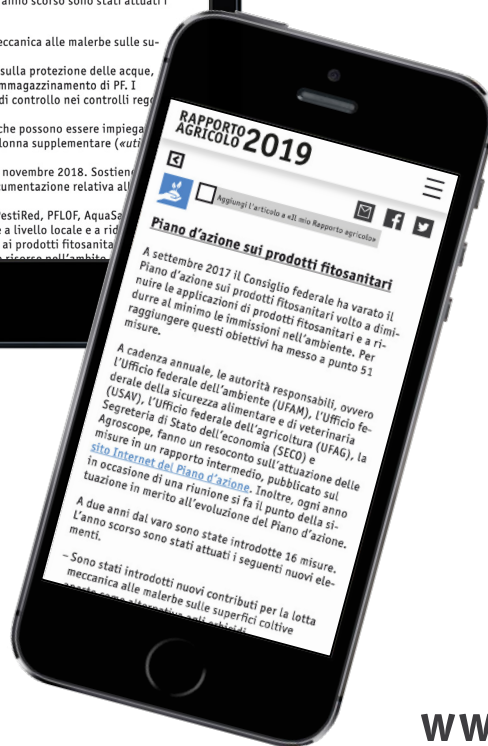 anno scorso sono stati attuati i
eccanica alle malerbe sulle su-
sulla protezione delle acque,
mmagazzinamento di PF. I
di controllo nei controlli
che possono essere
lonna supplementare
novembre 2018.
umentazione relativa
estiRed, PFLOF,
e a livello locale e a
ai prodotti
risorse nell'ambito
RAPPORTO
AGRICOLO 2019
Aggiungi l'articolo a «Il mio Rapporto agricolo»
Piano d'azione sui prodotti fitosanitari
A settembre 2017 il Consiglio federale ha varato il
Piano d'azione sui prodotti fitosanitari volto a dimi-
nuire le applicazioni di prodotti fitosanitari e a ri-
durre al minimo le immissioni nell'ambiente. Per
raggiungere questi obiettivi ha messo a punto 51
misure.
A cadenza annuale, le autorità responsabili, ovvero
l'Ufficio federale dell'ambiente (UFAM), l'Ufficio fe-
derale della sicurezza alimentare e di veterinaria
(USAV), l'Ufficio federale dell'agricoltura (UFAG), la
Segreteria di Stato dell'economia (SECO) e
Agroscope, fanno un resoconto sull'attuazione delle
misure in un rapporto intermedio, pubblicato sul
sito Internet del Piano d'azione. Inoltre, ogni anno
in occasione di una riunione si fa il punto della si-
tuazione in merito all'evoluzione del Piano d'azione.
A due anni dal varo sono state introdotte 16 misure.
L'anno scorso sono stati attuati i seguenti nuovi ele-
menti.
– Sono stati introdotti nuovi contributi per la lotta
meccanica alle malerbe sulle superfici coltive